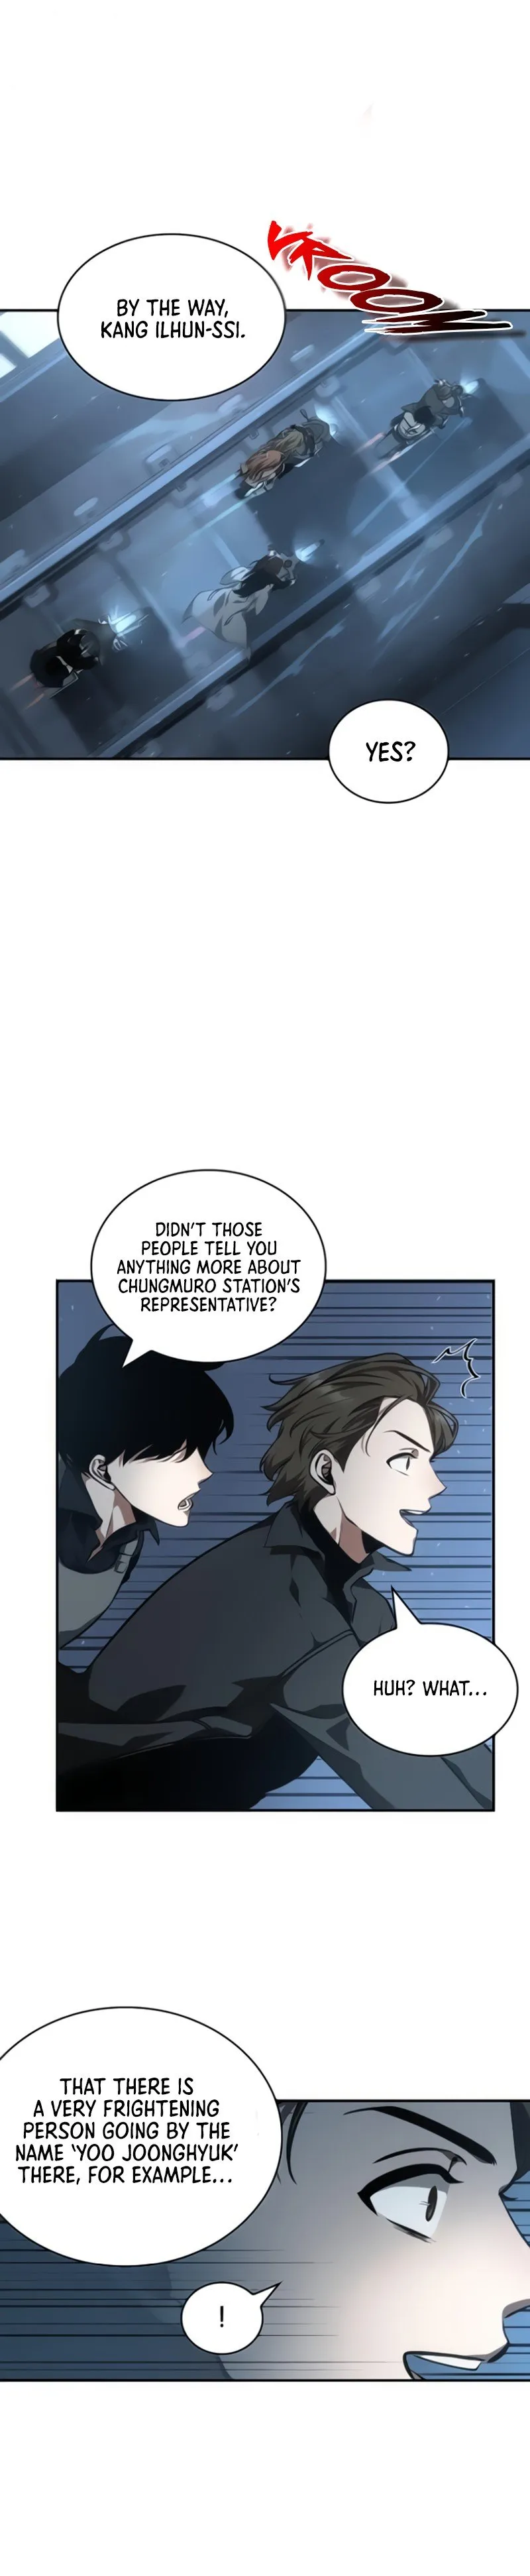 VROOM
BY THE WAY,
KANG ILHUN-SSI.
YES?
DIDN'T THOSE
PEOPLE TELL YOU
ANYTHING MORE ABOUT
CHUNGMURO STATION'S
REPRESENTATIVE?
HUH? WHAT...
THAT THERE IS
A VERY FRIGHTENING
PERSON GOING BY THE
NAME 'YOO JOONGHYUK'
THERE, FOR EXAMPLE...
!